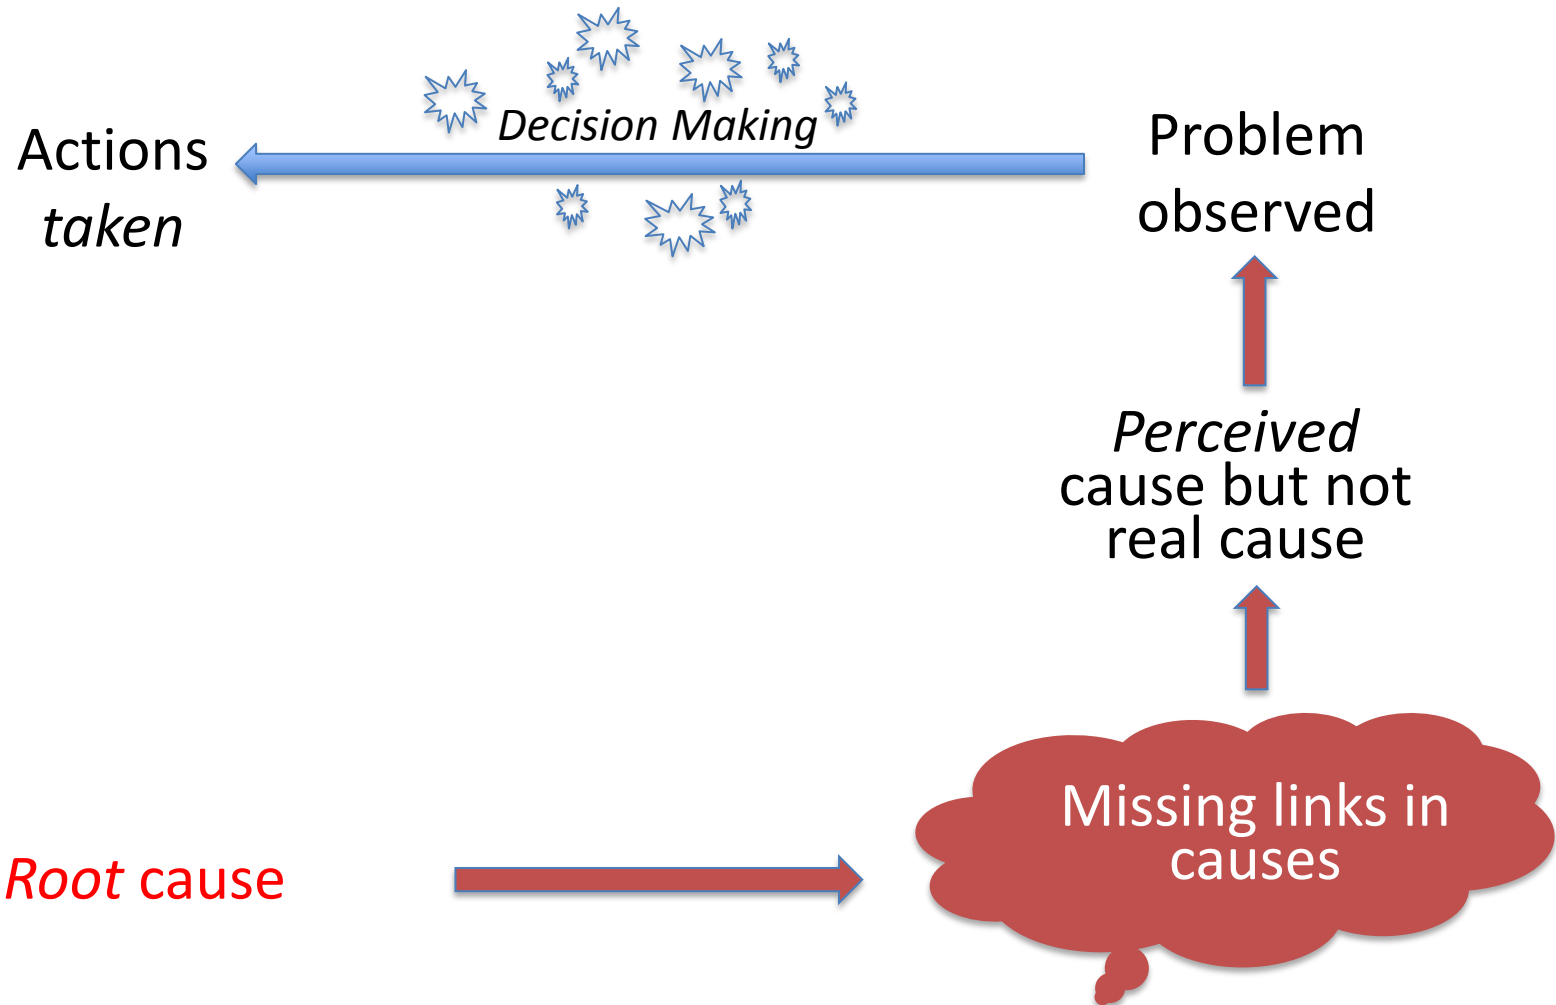 Decision Making
Actions
taken
Problem
observed
Perceived
cause but not
real cause
Missing links in
causes
Root cause